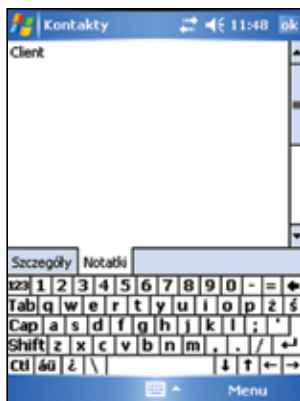 Kontakty 11:48 ok
Client
Szczegóły Notatki
123 1 2 3 4 5 6 7 8 9 0 - =
Tab q w e r t y u i o p ż ś
Cap a s d f g h j k l ; '
Shift z x c v b n m , . /
Ctl áü ż \
Menu